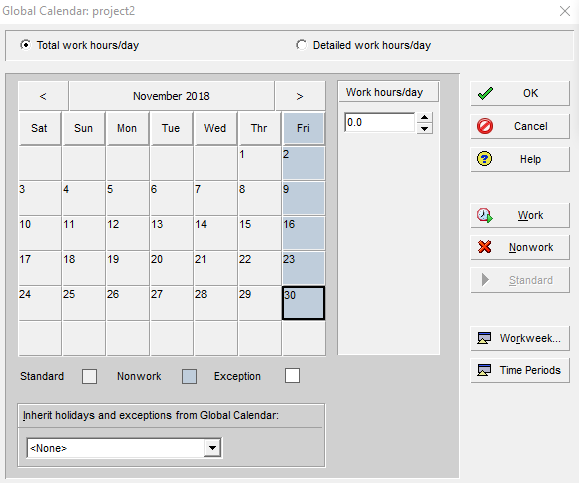 Global Calendar: project2
Total work hours/day Detailed work hours/day
< November 2018 > Work hours/day
Sat Sun Mon Tue Wed Thr Fri 0.0
1 2
3 4 5 6 7 8 9
10 11 12 13 14 15 16
17 18 19 20 21 22 23
24 25 26 27 28 29 30
Standard Nonwork Exception
Inherit holidays and exceptions from Global Calendar:
<None>
OK
Cancel
Help
Work
Nonwork
Standard
Workweek...
Time Periods